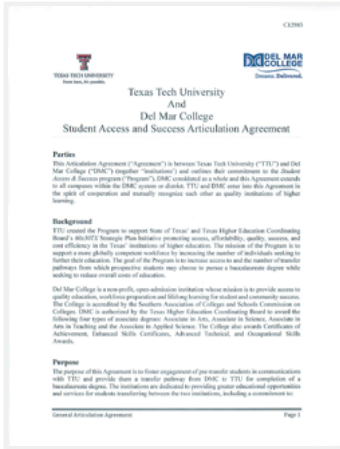 TEXAS TECH UNIVERSITY
From here, it's possible.
DEL MAR
COLLEGE
Dreams. Delivered.
Texas Tech University
And
Del Mar College
Student Access and Success Articulation Agreement
Parties
This Articulation Agreement ("Agreement") is between Texas Tech University ("TTU") and Del
Mar College ("DMC") (together "Institutions") and outlines their commitment to the Student
Access & Success program ("Program"). DMC considered as a whole and this Agreement extends
to all campuses within the DMC system or district. TTU and DMC enter into this Agreement in
the spirit of cooperation and mutually recognize each other as quality institutions of higher
learning.
Background
TTU created the Program to support State of Texas' and Texas Higher Education Coordinating
Board's 60x30TX Strategic Plan Initiative promoting access, affordability, quality, success, and
cost efficiency in the Texas' institutions of higher education. The mission of the Program is to
support a more globally competent workforce by increasing the number of individuals seeking to
further their education. The goal of the Program is to increase access to and the number of transfer
pathways from which prospective students may choose to pursue a baccalaureate degree while
seeking to reduce overall costs of education.
Del Mar College is a non-profit, open-admission institution whose mission is to provide access to
quality education, workforce preparation and lifelong learning for student and community success.
The College is accredited by the Southern Association of Colleges and Schools Commission on
Colleges. DMC is authorized by the Texas Higher Education Coordinating Board to award the
following four types of associate degrees: Associate in Arts, Associate in Science, Associate in
Arts in Teaching and the Associate in Applied Science. The College also awards Certificates of
Achievement, Enhanced Skills Certificates, Advanced Technical, and Occupational Skills
Awards.
Purpose
The purpose of this Agreement is to foster engagement of pre-transfer students in communications
with TTU and provide them a transfer pathway from DMC to TTU for completion of a
baccalaureate degree. The institutions are dedicated to providing greater educational opportunities
and services for students transferring between the two institutions, including a commitment to:
General Articulation Agreement Page 1